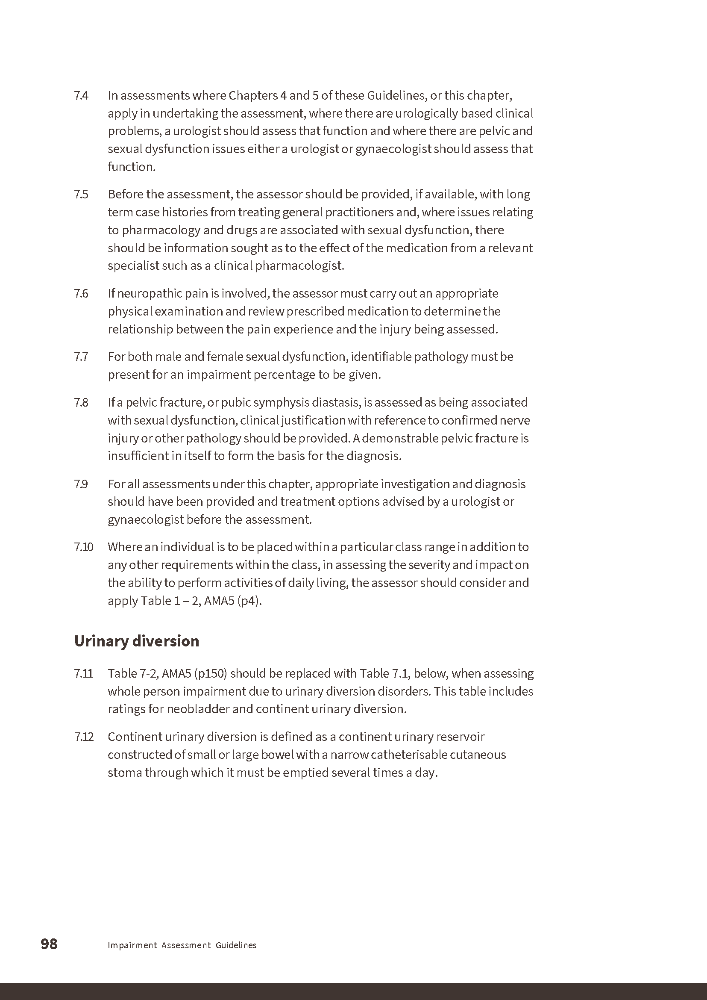 7.4 In assessments where Chapters 4 and 5 of these Guidelines, or this chapter,
apply in undertaking the assessment, where there are urologically based clinical
problems, a urologist should assess that function and where there are pelvic and
sexual dysfunction issues either a urologist or gynaecologist should assess that
function.
7.5 Before the assessment, the assessor should be provided, if available, with long
term case histories from treating general practitioners and, where issues relating
to pharmacology and drugs are associated with sexual dysfunction, there
should be information sought as to the effect of the medication from a relevant
specialist such as a clinical pharmacologist.
7.6 If neuropathic pain is involved, the assessor must carry out an appropriate
physical examination and review prescribed medication to determine the
relationship between the pain experience and the injury being assessed.
7.7 For both male and female sexual dysfunction, identifiable pathology must be
present for an impairment percentage to be given.
7.8 If a pelvic fracture, or pubic symphysis diastasis, is assessed as being associated
with sexual dysfunction, clinical justification with reference to confirmed nerve
injury or other pathology should be provided. A demonstrable pelvic fracture is
insufficient in itself to form the basis for the diagnosis.
7.9 For all assessments under this chapter, appropriate investigation and diagnosis
should have been provided and treatment options advised by a urologist or
gynaecologist before the assessment.
7.10 Where an individual is to be placed within a particular class range in addition to
any other requirements within the class, in assessing the severity and impact on
the ability to perform activities of daily living, the assessor should consider and
apply Table 1 – 2, AMA5 (p4).
Urinary diversion
7.11 Table 7-2, AMA5 (p150) should be replaced with Table 7.1, below, when assessing
whole person impairment due to urinary diversion disorders. This table includes
ratings for neobladder and continent urinary diversion.
7.12 Continent urinary diversion is defined as a continent urinary reservoir
constructed of small or large bowel with a narrow catheterisable cutaneous
stoma through which it must be emptied several times a day.
98 Impairment Assessment Guidelines